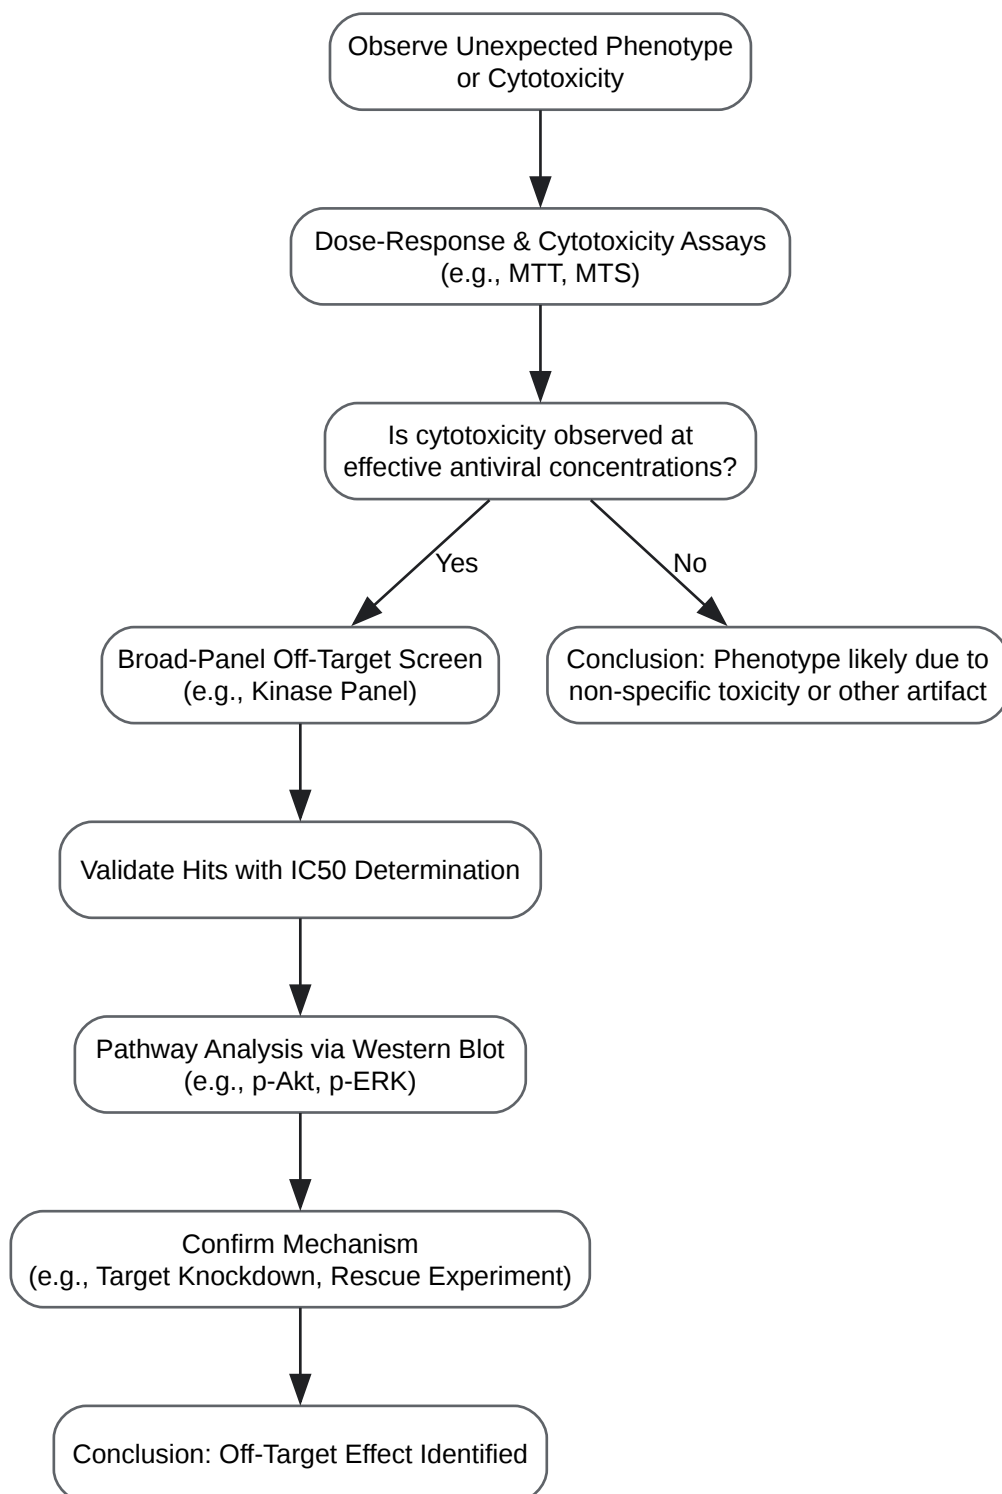 Observe Unexpected Phenotype
or Cytotoxicity
Dose-Response & Cytotoxicity Assays
(e.g., MTT, MTS)
Is cytotoxicity observed at
effective antiviral concentrations?
Yes
No
Broad-Panel Off-Target Screen
(e.g., Kinase Panel)
Conclusion: Phenotype likely due to
non-specific toxicity or other artifact
Validate Hits with IC50 Determination
Pathway Analysis via Western Blot
(e.g., p-Akt, p-ERK)
Confirm Mechanism
(e.g., Target Knockdown, Rescue Experiment)
Conclusion: Off-Target Effect Identified